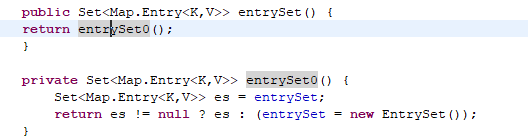 public Set<Map.Entry<K,V>> entrySet() {
return entrySet0();
}
private Set<Map.Entry<K,V>> entrySet0() {
Set<Map.Entry<K,V>> es = entrySet;
return es != null ? es : (entrySet = new EntrySet());
}